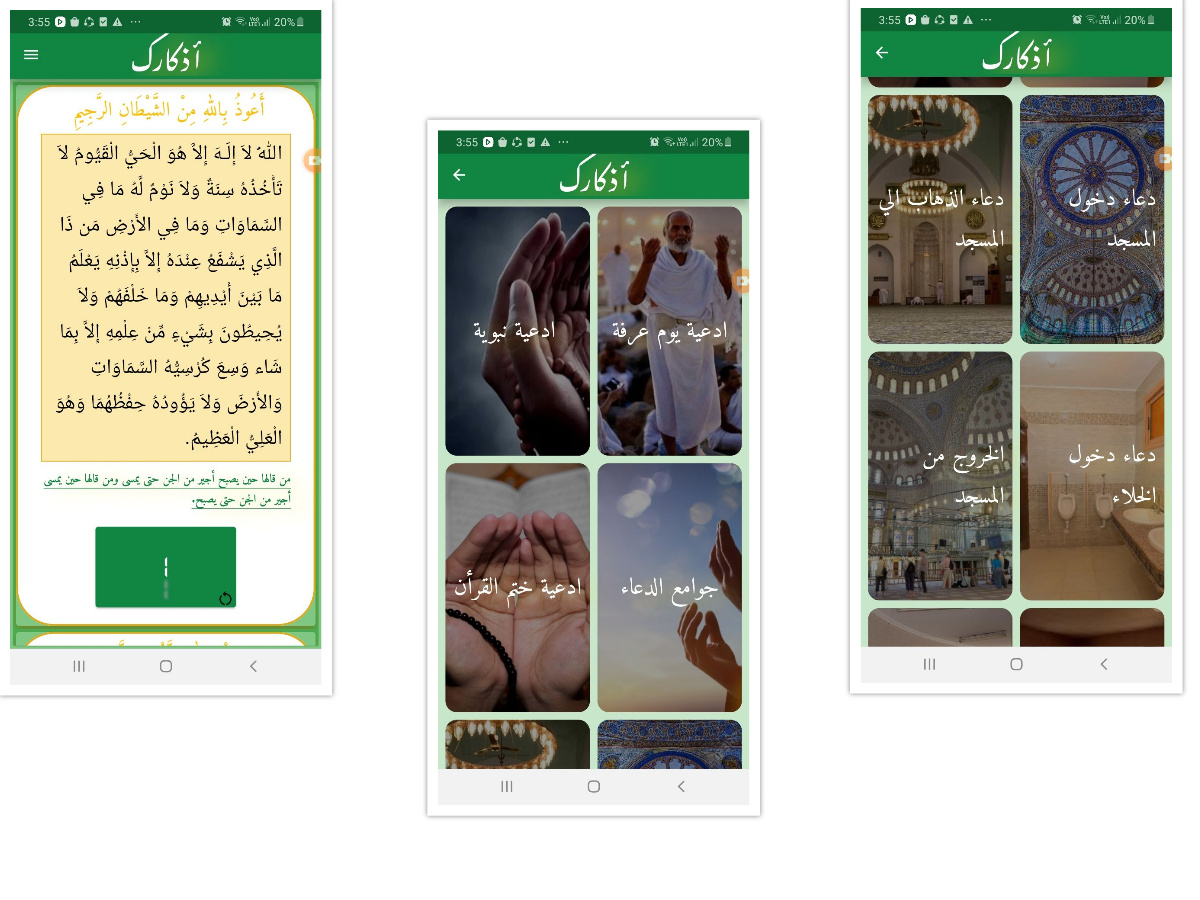 3:55
20%
أذكارك
أَعُوذُ بِاللهِ مِنْ الشَّيْطَانِ الرَّجِيمِ
اللّهُ لاَ إِلَـهَ إِلاَّ هُوَ الْحَيُّ الْقَيُّومُ لاَ
تَأْخُذُهُ سِنَةٌ وَلاَ نَوْمٌ لَّهُ مَا فِي
السَّمَاوَاتِ وَمَا فِي الأَرْضِ مَن ذَا
الَّذِي يَشْفَعُ عِنْدَهُ إِلاَّ بِإِذْنِهِ يَعْلَمُ
مَا بَيْنَ أَيْدِيهِمْ وَمَا خَلْفَهُمْ وَلاَ
يُحِيطُونَ بِشَيْءٍ مِّنْ عِلْمِهِ إِلاَّ بِمَا
شَاء وَسِعَ كُرْسِيُّهُ السَّمَاوَاتِ
وَالأَرْضَ وَلاَ يَؤُودُهُ حِفْظُهُمَا وَهُوَ
الْعَلِيُّ الْعَظِيمُ.
من قالها حين يصبح أجير من الجن حتى يمسى ومن قالها حين يمسى
أجير من الجن حتى يصبح.
1
3:55
20%
أذكارك
ادعية يوم عرفة
ادعية نبوية
جوامع الدعاء
ادعية ختم القرأن
3:55
20%
أذكارك
دعاء دخول
المسجد
دعاء الذهاب الي
المسجد
دعاء دخول
الخلاء
الخروج من
المسجد